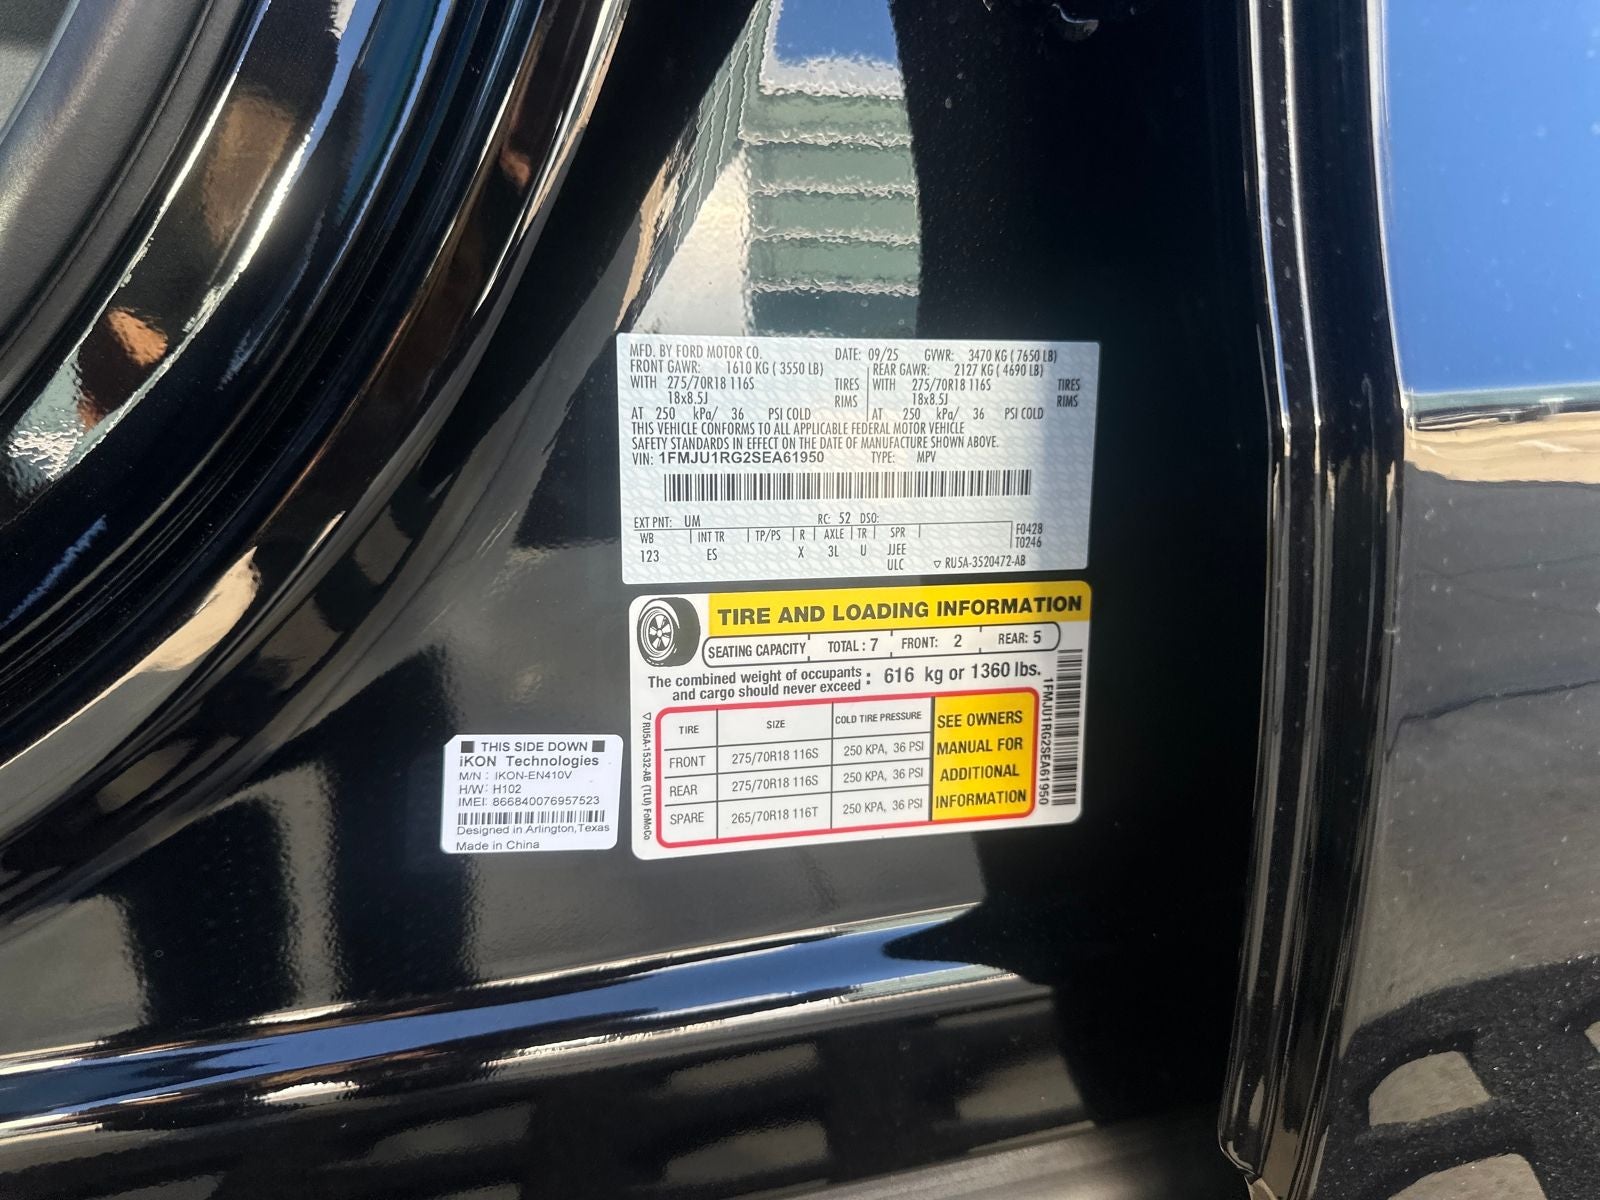 MFD. BY FORD MOTOR CO. DATE: 09/25 GVWR: 3470 KG ( 7650 LB)
FRONT GAWR: 1610 KG ( 3550 LB) REAR GAWR: 2127 KG ( 4690 LB)
WITH 275/70R18 116S TIRES WITH 275/70R18 116S TIRES
18x8.5J RIMS 18x8.5J RIMS
AT 250 kPa/ 36 PSI COLD AT 250 kPa/ 36 PSI COLD
THIS VEHICLE CONFORMS TO ALL APPLICABLE FEDERAL MOTOR VEHICLE
SAFETY STANDARDS IN EFFECT ON THE DATE OF MANUFACTURE SHOWN ABOVE.
VIN: 1FMJU1RG2SEA61950 TYPE: MPV
EXT PNT: UM RC: 52 DSO:
WB INT TR TP/PS R AXLE TR SPR F0428
123 ES X 3L U JJEE T0246
ULC ▽ RU5A-3520472-AB
TIRE AND LOADING INFORMATION
SEATING CAPACITY TOTAL : 7 FRONT: 2 REAR: 5
The combined weight of occupants
and cargo should never exceed : 616 kg or 1360 lbs.
TIRE SIZE COLD TIRE PRESSURE
FRONT 275/70R18 116S 250 KPA, 36 PSI
REAR 275/70R18 116S 250 KPA, 36 PSI
SPARE 265/70R18 116T 250 KPA, 36 PSI
SEE OWNERS
MANUAL FOR
ADDITIONAL
INFORMATION
1FMJU1RG2SEA61950
▽ RU5A-1532-AB (TLU) FoMoCo
■ THIS SIDE DOWN ■
iKON Technologies
M/N : IKON-EN410V
H/W: H102
IMEI: 866840076957523
Designed in Arlington,Texas
Made in China